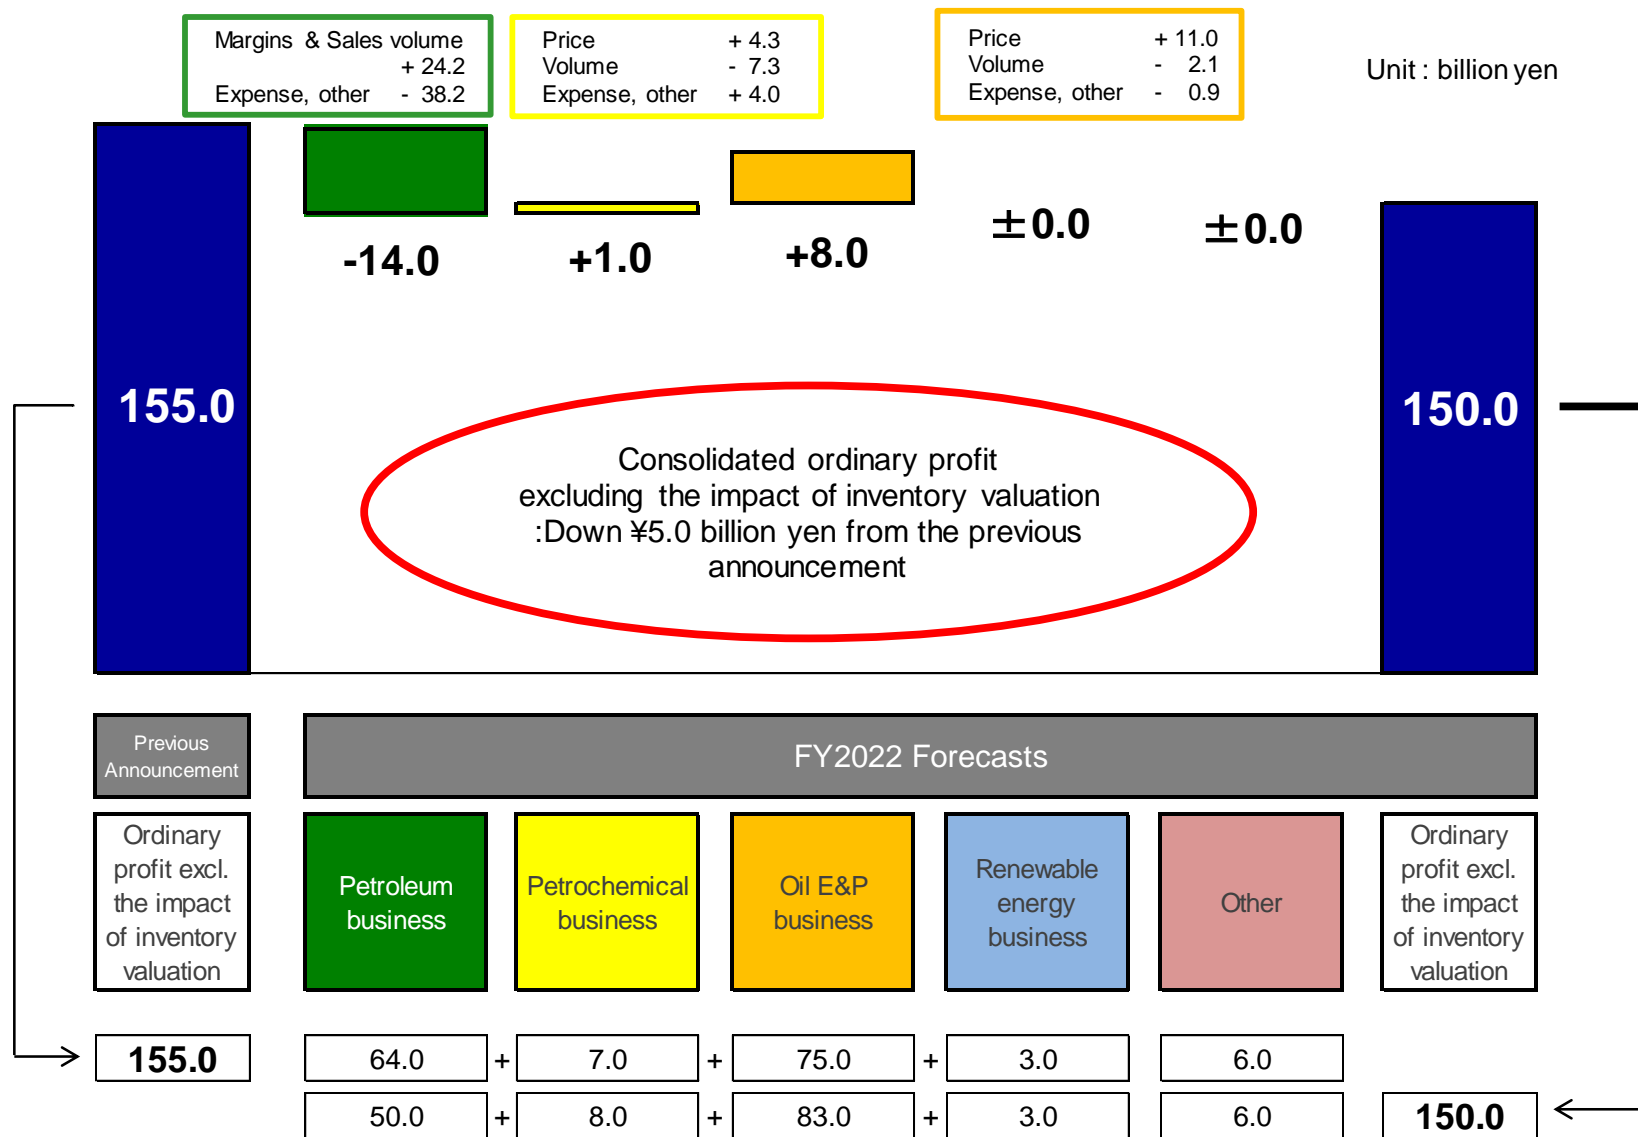 Margins & Sales volume
+ 24.2
Expense, other - 38.2
Price + 4.3
Volume - 7.3
Expense, other + 4.0
Price + 11.0
Volume - 2.1
Expense, other - 0.9
Unit : billion yen
-14.0
+1.0
+8.0
±0.0
±0.0
155.0
150.0
Consolidated ordinary profit
excluding the impact of inventory valuation
:Down ¥5.0 billion yen from the previous
announcement
Previous
Announcement
FY2022 Forecasts
Ordinary
profit excl.
the impact
of inventory
valuation
Petroleum
business
Petrochemical
business
Oil E&P
business
Renewable
energy
business
Other
Ordinary
profit excl.
the impact
of inventory
valuation
155.0 64.0 + 7.0 + 75.0 + 3.0 6.0
50.0 + 8.0 + 83.0 + 3.0 6.0 150.0